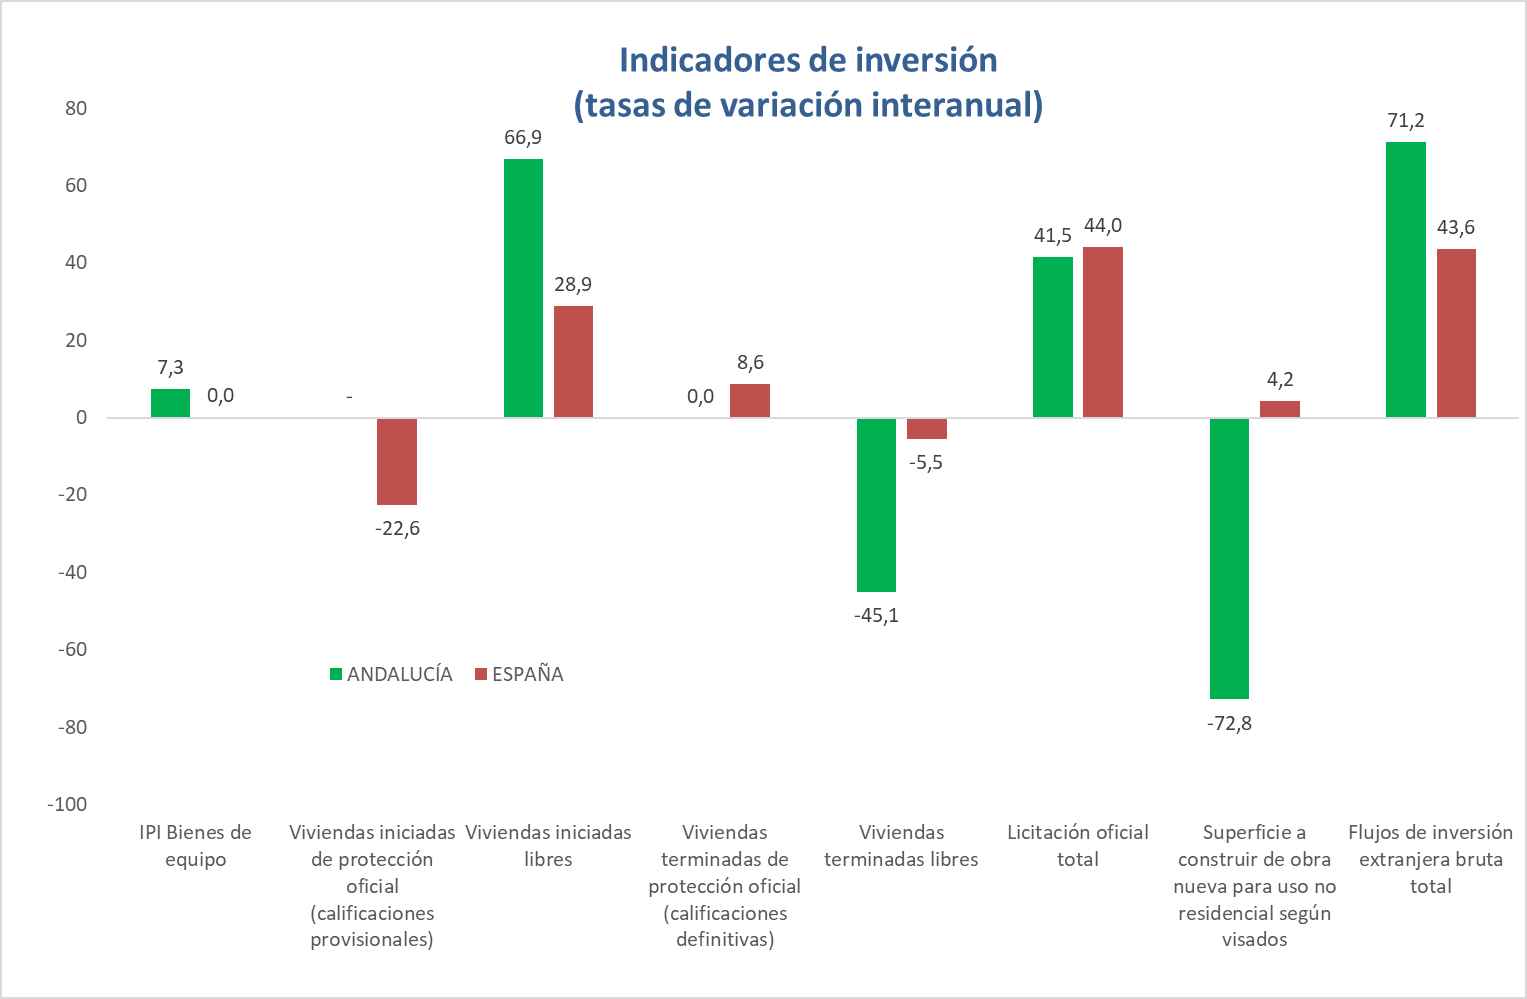 Indicadores de inversión
(tasas de variación interanual)
80
60
40
20
0
-20
-40
-60
-80
-100
7,3
0,0
-
-22,6
66,9
28,9
0,0
8,6
-45,1
-5,5
41,5
44,0
-72,8
4,2
71,2
43,6
ANDALUCÍA
ESPAÑA
IPI Bienes de
equipo
Viviendas iniciadas
de protección
oficial
(calificaciones
provisionales)
Viviendas iniciadas
libres
Viviendas
terminadas de
protección oficial
(calificaciones
definitivas)
Viviendas
terminadas libres
Licitación oficial
total
Superficie a
construir de obra
nueva para uso no
residencial según
visados
Flujos de inversión
extranjera bruta
total